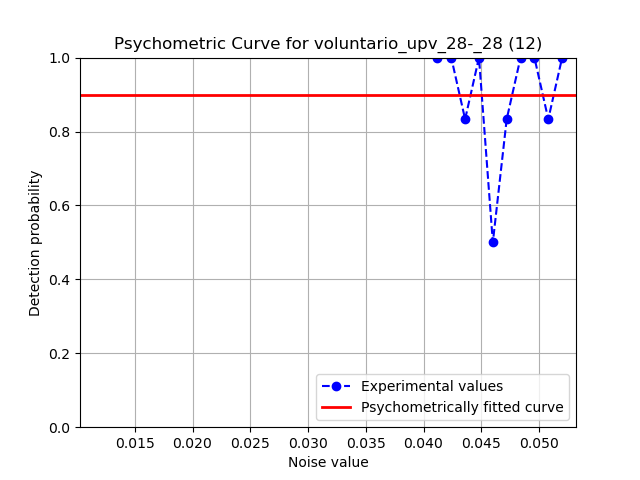 Psychometric Curve for voluntario_upv_28-_28 (12)
1.0
0.8
0.6
0.4
0.2
0.0
Detection probability
Experimental values
Psychometrically fitted curve
0.015 0.020 0.025 0.030 0.035 0.040 0.045 0.050
Noise value